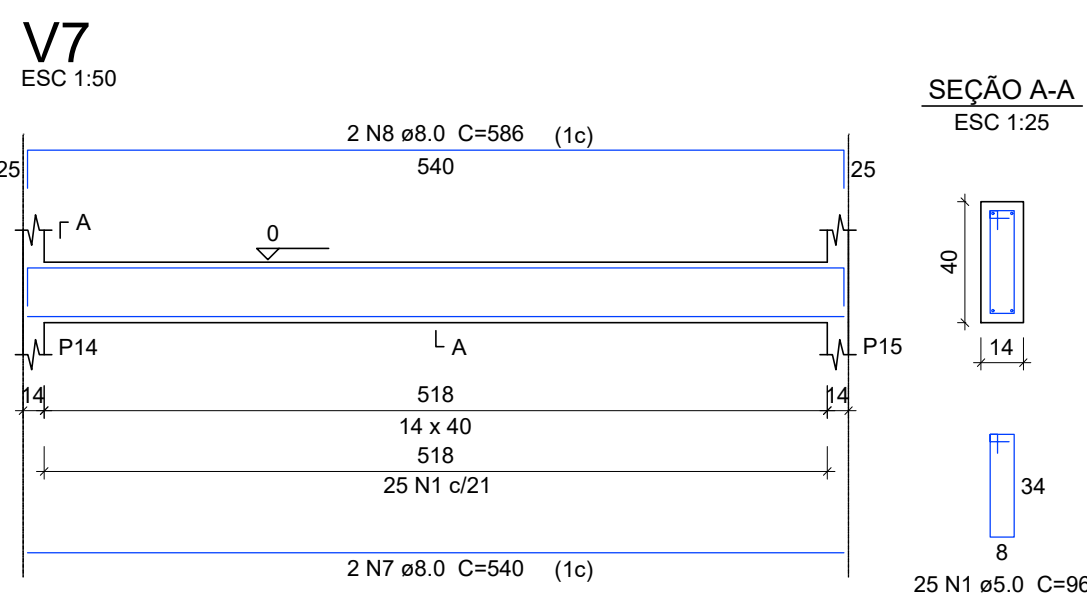 V7
ESC 1:50
SEÇÃO A-A
ESC 1:25
2 N8 ø8.0 C=586 (1c)
25
540
25
A
0
40
P14
A
P15
14
14
518
14
14 x 40
518
25 N1 c/21
34
8
2 N7 ø8.0 C=540 (1c)
25 N1 ø5.0 C=96